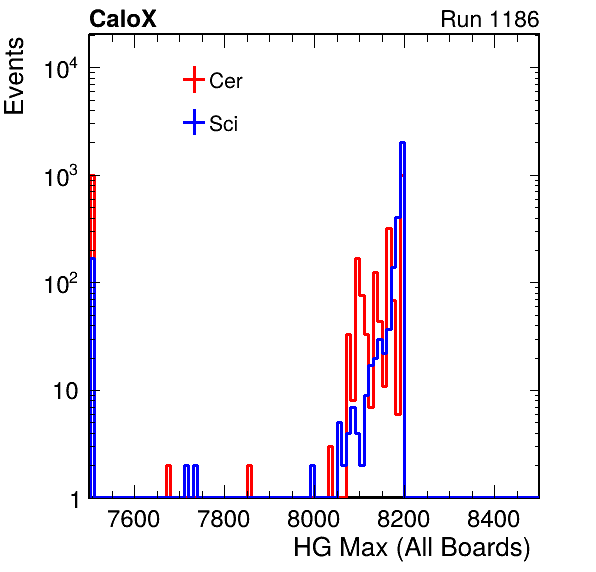 CaloX Run 1186
Events
10^4
10^3
10^2
10
1
Cer
Sci
7600 7800 8000 8200 8400
HG Max (All Boards)